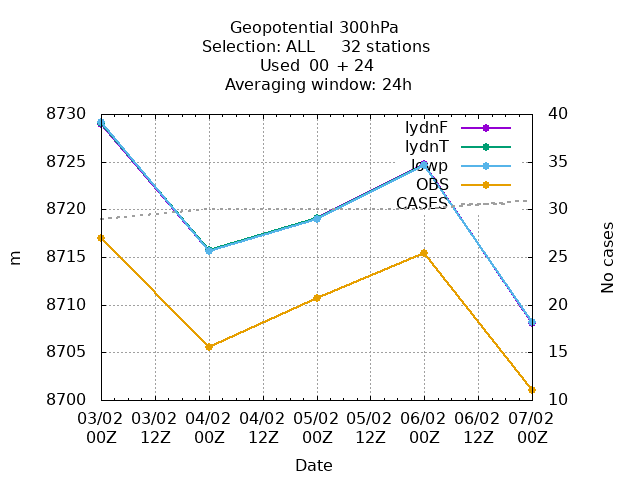 Geopotential 300hPa
Selection: ALL 32 stations
Used 00 + 24
Averaging window: 24h
8730
8725
8720
8715
8710
8705
8700
m
40
35
30
25
20
15
10
No cases
lydnF
lydnT
lowp
OBS
CASES
03/02 03/02 04/02 04/02 05/02 05/02 06/02 06/02 07/02
00Z 12Z 00Z 12Z 00Z 12Z 00Z 12Z 00Z
Date